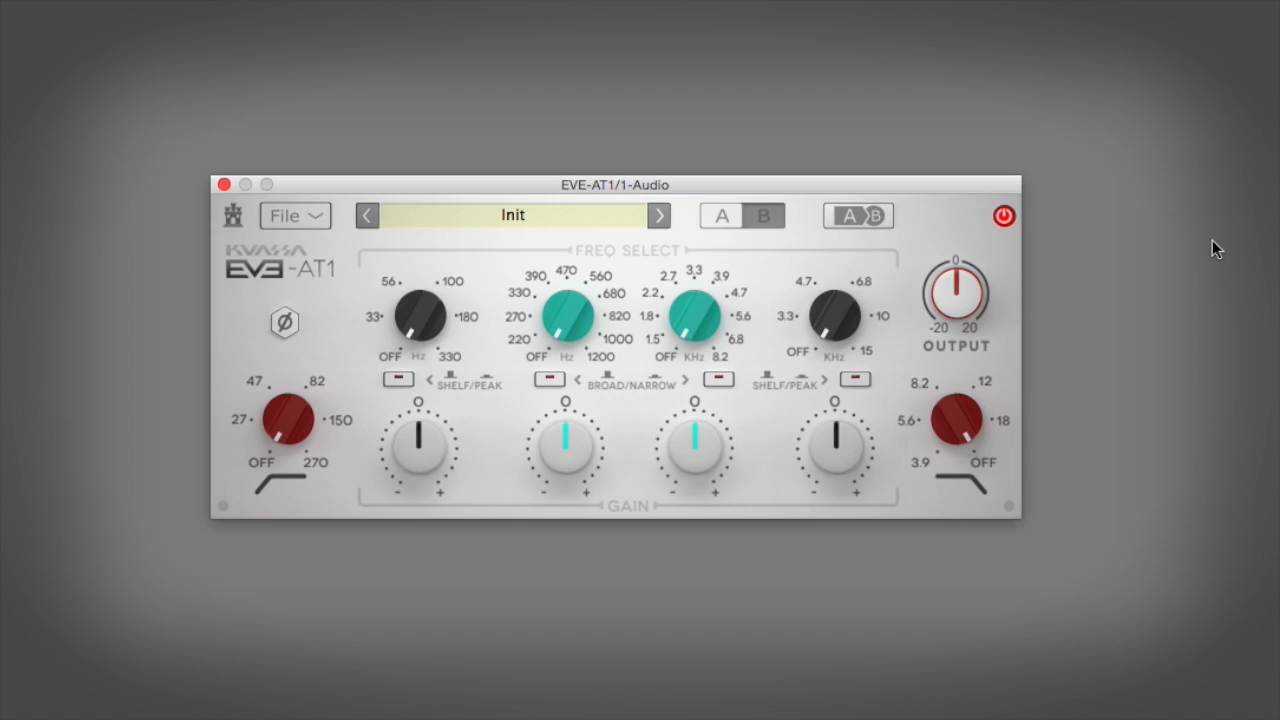 EVE-AT1/1-Audio
File Init A B A B
KVASSA
EVE-AT1
FREQ SELECT
56 100 33 180 OFF Hz 330
390 470 560 330 680 270 820 220 1000 OFF Hz 1200
2.7 3.3 3.9 2.2 4.7 1.8 5.6 1.5 6.8 OFF KHz 8.2
4.7 6.8 3.3 10 OFF KHz 15
0
-20 20
OUTPUT
SHELF/PEAK BROAD/NARROW SHELF/PEAK
47 82 27 150 OFF 270
0 - +
0 - +
0 - +
0 - +
8.2 12 5.6 18 3.9 OFF
GAIN